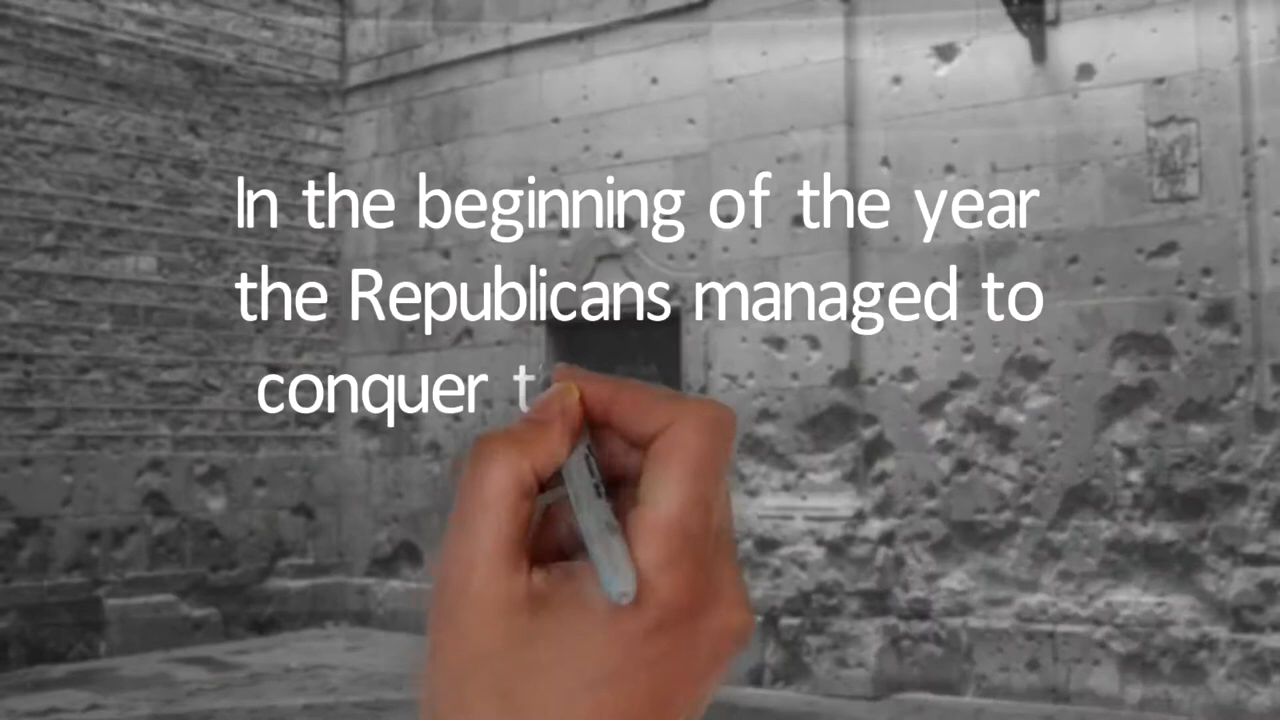 In the beginning of the year
the Republicans managed to
conquer t